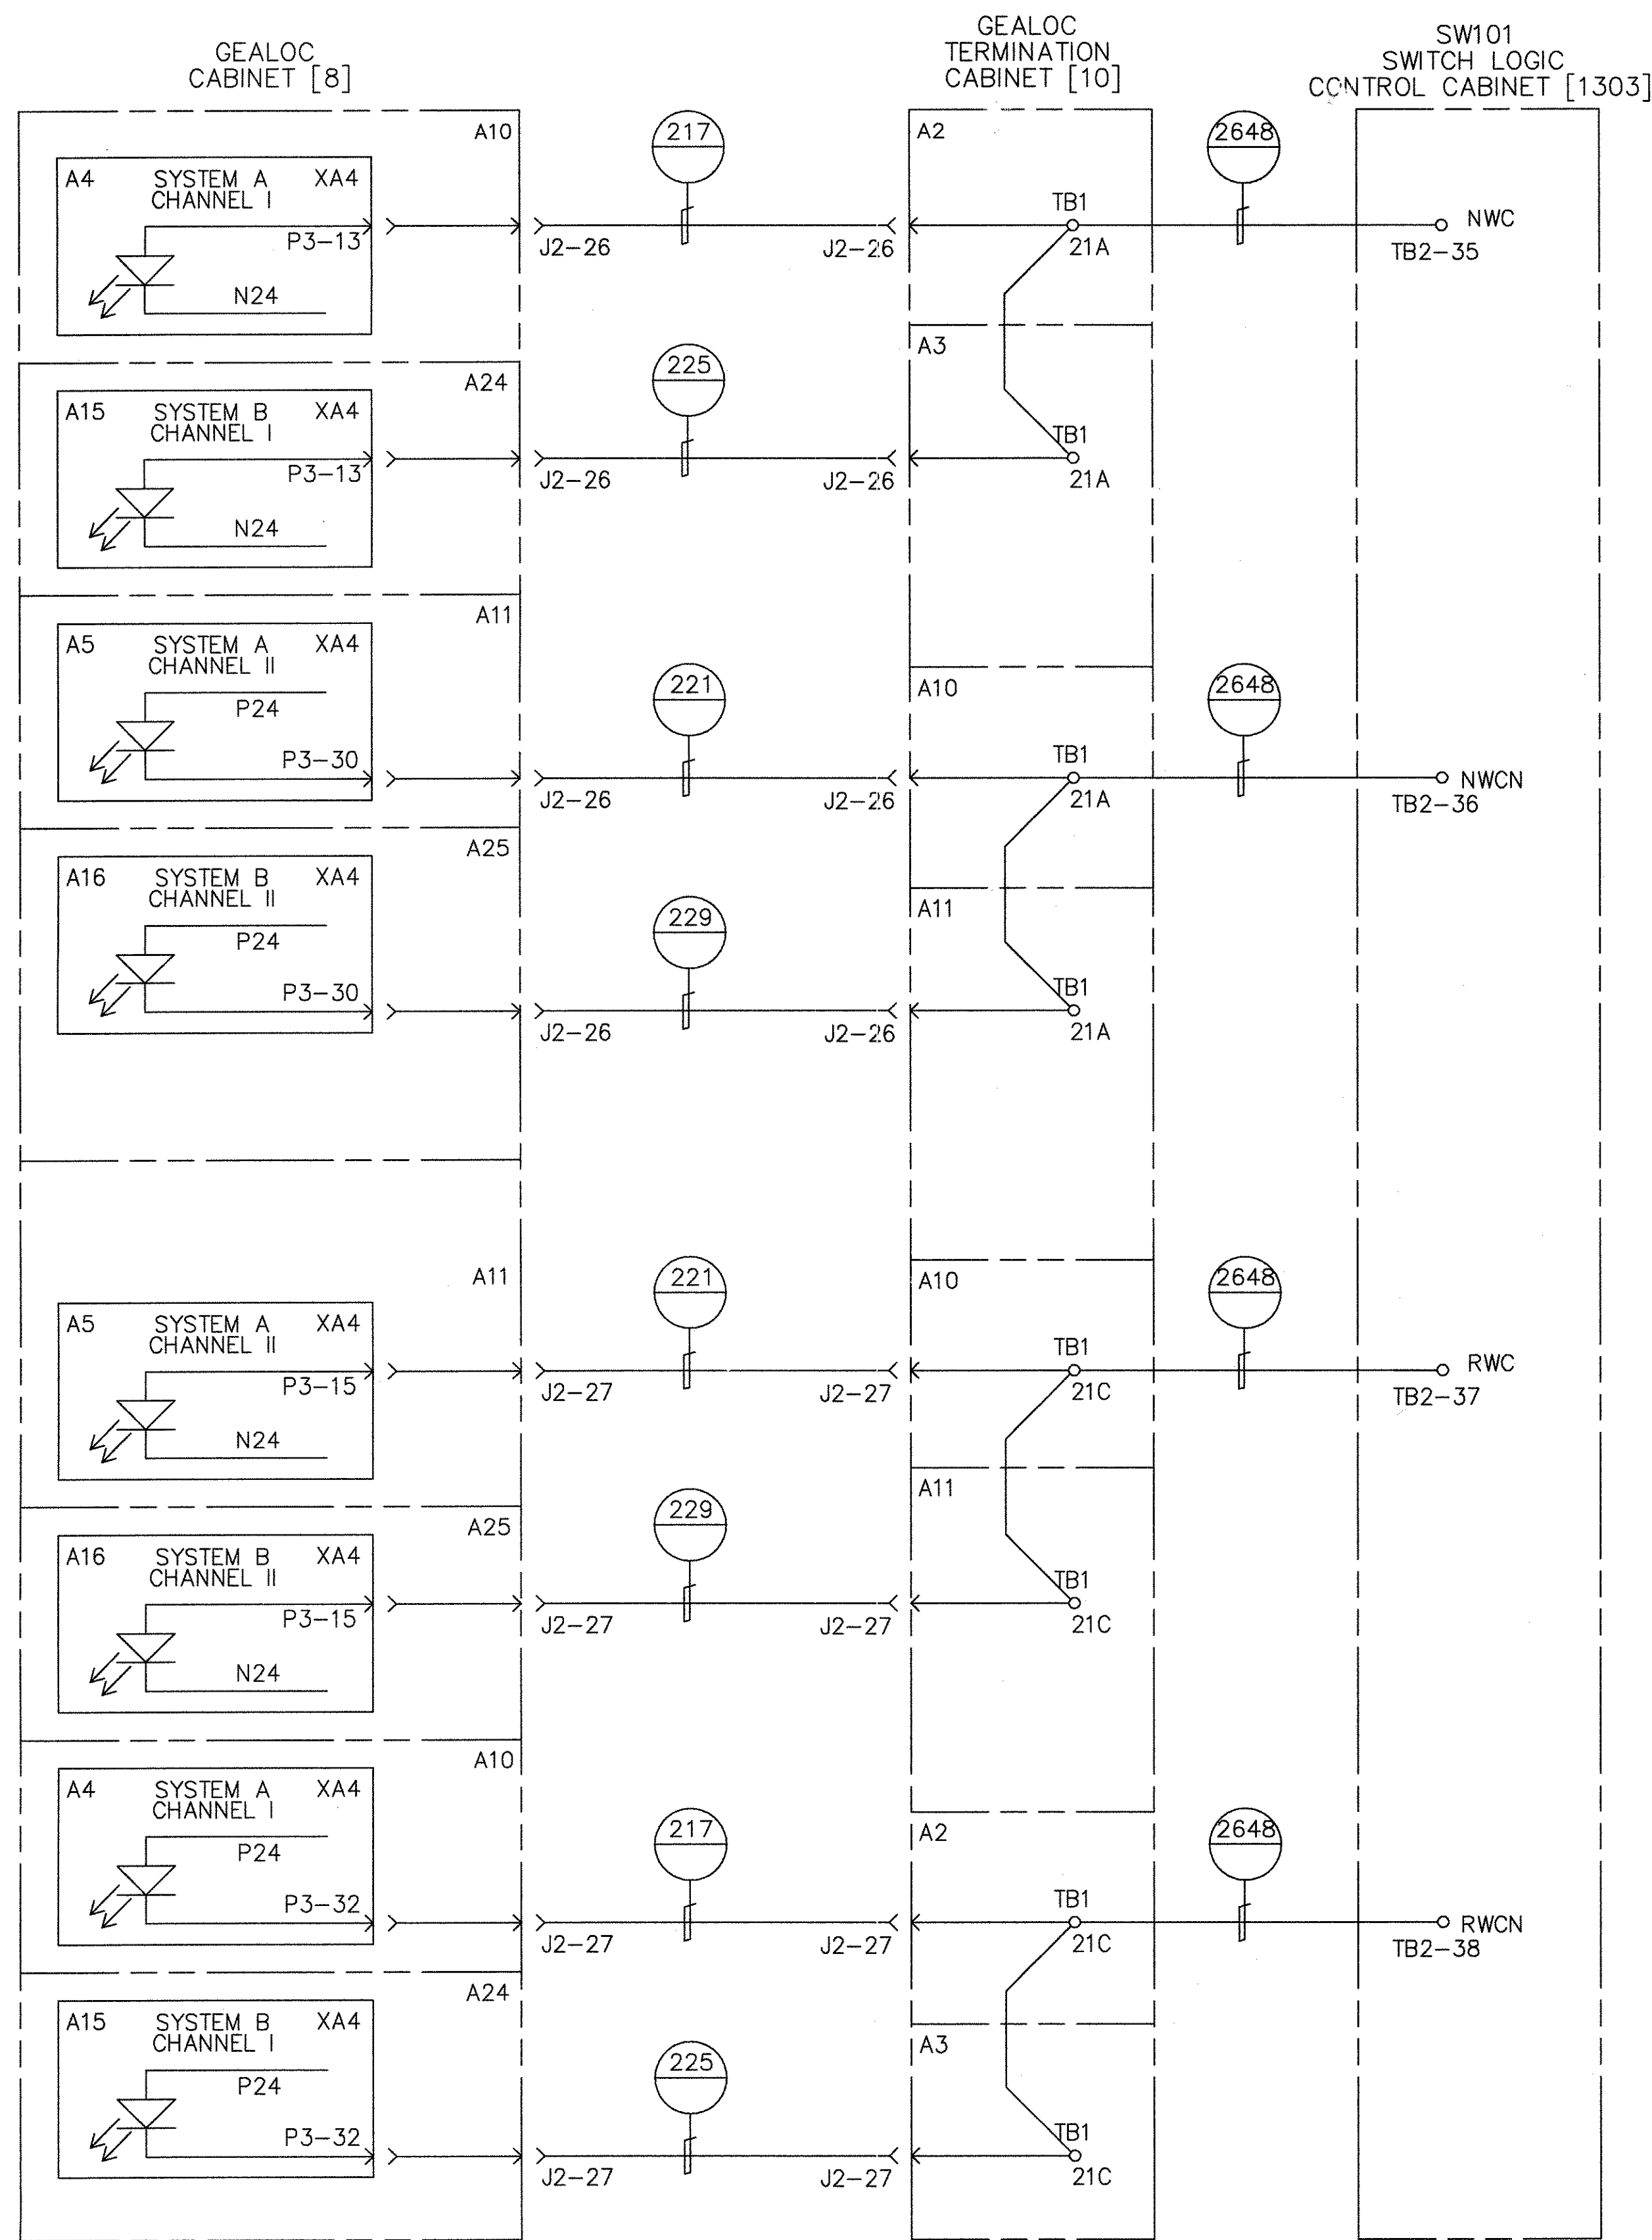 GEALOC
CABINET [8]
GEALOC
TERMINATION
CABINET [10]
SW101
SWITCH LOGIC
CONTROL CABINET [1303]
A10
217
A2
2648
A4 SYSTEM A XA4
CHANNEL I
P3-13
N24
J2-26
J2-26
TB1
21A
NWC
TB2-35
A3
A24
225
A15 SYSTEM B XA4
CHANNEL I
P3-13
N24
J2-26
J2-26
TB1
21A
A11
221
A10
2648
A5 SYSTEM A XA4
CHANNEL II
P24
P3-30
J2-26
J2-26
TB1
21A
NWCN
TB2-36
A25
229
A11
A16 SYSTEM B XA4
CHANNEL II
P24
P3-30
J2-26
J2-26
TB1
21A
A11
221
A10
2648
A5 SYSTEM A XA4
CHANNEL II
P3-15
N24
J2-27
J2-27
TB1
21C
RWC
TB2-37
A25
229
A11
A16 SYSTEM B XA4
CHANNEL II
P3-15
N24
J2-27
J2-27
TB1
21C
A10
217
A2
2648
A4 SYSTEM A XA4
CHANNEL I
P24
P3-32
J2-27
J2-27
TB1
21C
RWCN
TB2-38
A24
225
A3
A15 SYSTEM B XA4
CHANNEL I
P24
P3-32
J2-27
J2-27
TB1
21C